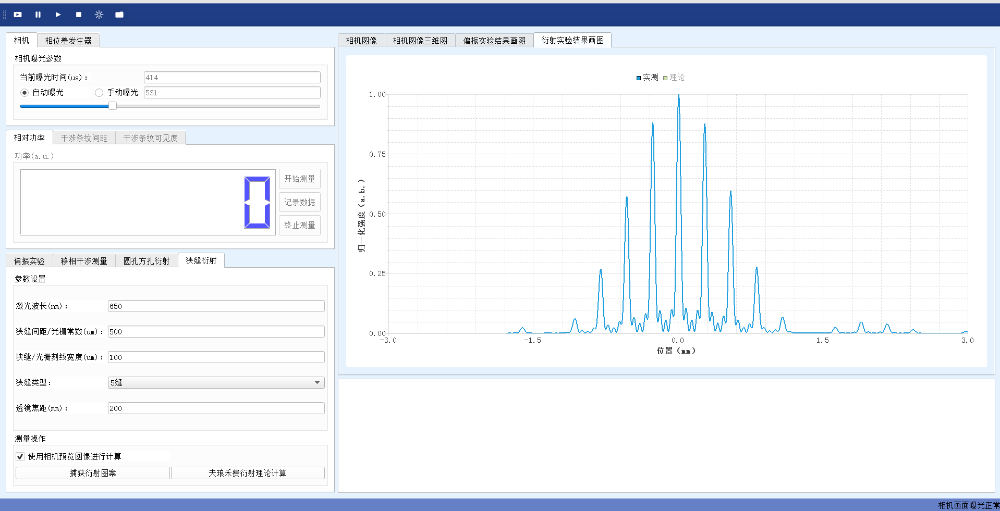 相机 相位差发生器
相机曝光参数
当前曝光时间(us)： 414
自动曝光 手动曝光 531
相对功率 干涉条纹间距 干涉条纹可见度
功率(a.u.)
0
开始测量
记录数据
终止测量
偏振实验 移相干涉测量 圆孔方孔衍射 狭缝衍射
参数设置
激光波长(nm)： 650
狭缝间距/光栅常数(um)： 500
狭缝/光栅刻线宽度(um)： 100
狭缝类型： 5缝
透镜焦距(mm)： 200
测量操作
使用相机预览图像进行计算
捕获衍射图案 夫琅禾费衍射理论计算
相机图像 相机图像三维图 偏振实验结果画图 衍射实验结果画图
实测 理论
1.00
0.75
0.50
0.25
0.00
归一化强度（a.b.）
-3.0 -1.5 0.0 1.5 3.0
位置（mm）
相机画面曝光正常